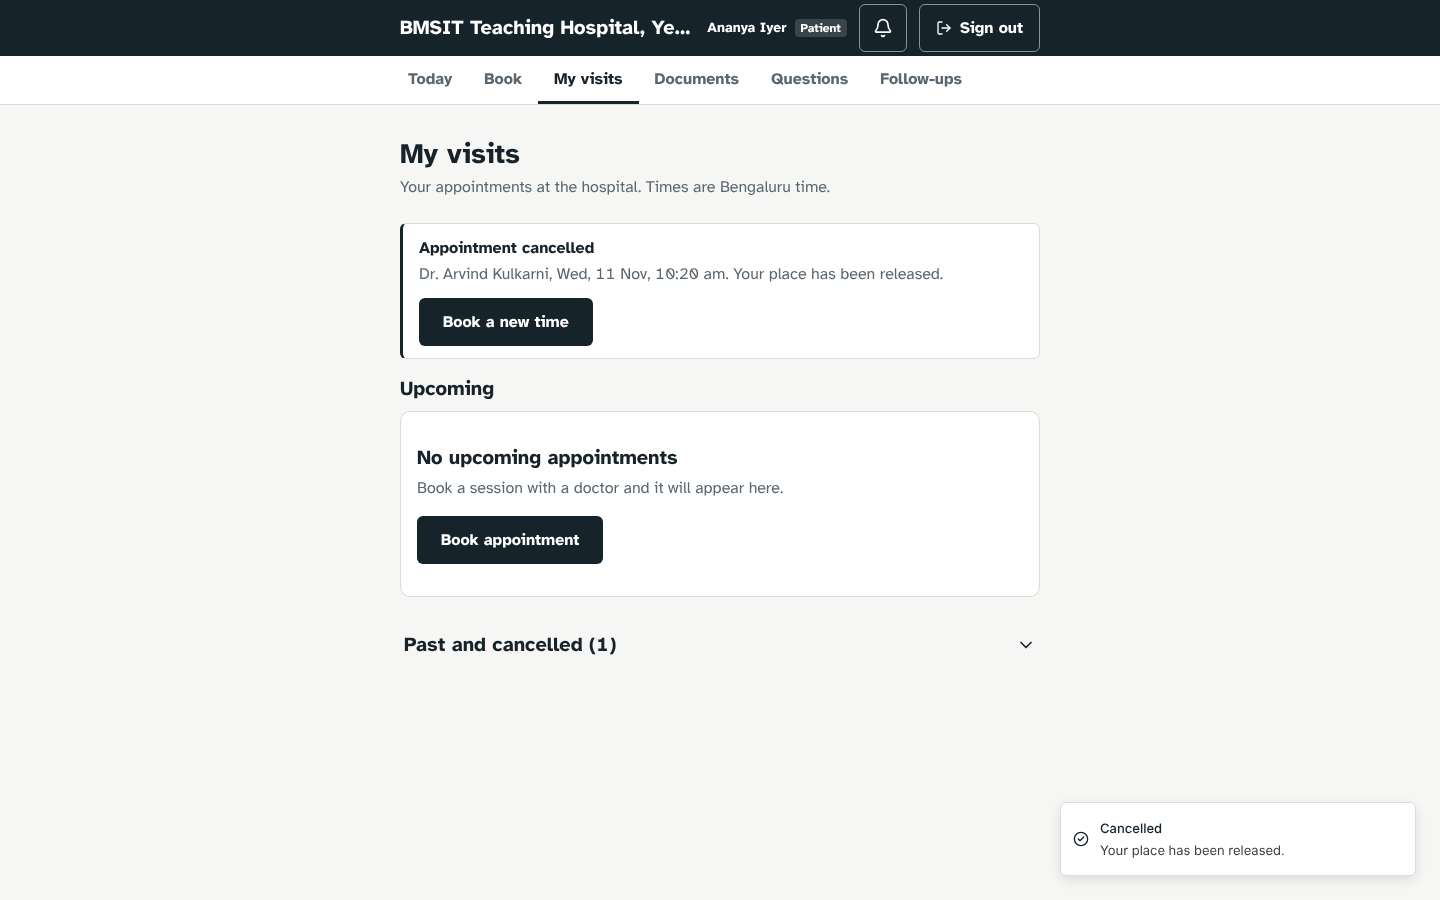 BMSIT Teaching Hospital, Ye...
Ananya Iyer
Patient
Sign out
Today
Book
My visits
Documents
Questions
Follow-ups
My visits
Your appointments at the hospital. Times are Bengaluru time.
Appointment cancelled
Dr. Arvind Kulkarni, Wed, 11 Nov, 10:20 am. Your place has been released.
Book a new time
Upcoming
No upcoming appointments
Book a session with a doctor and it will appear here.
Book appointment
Past and cancelled (1)
Cancelled
Your place has been released.